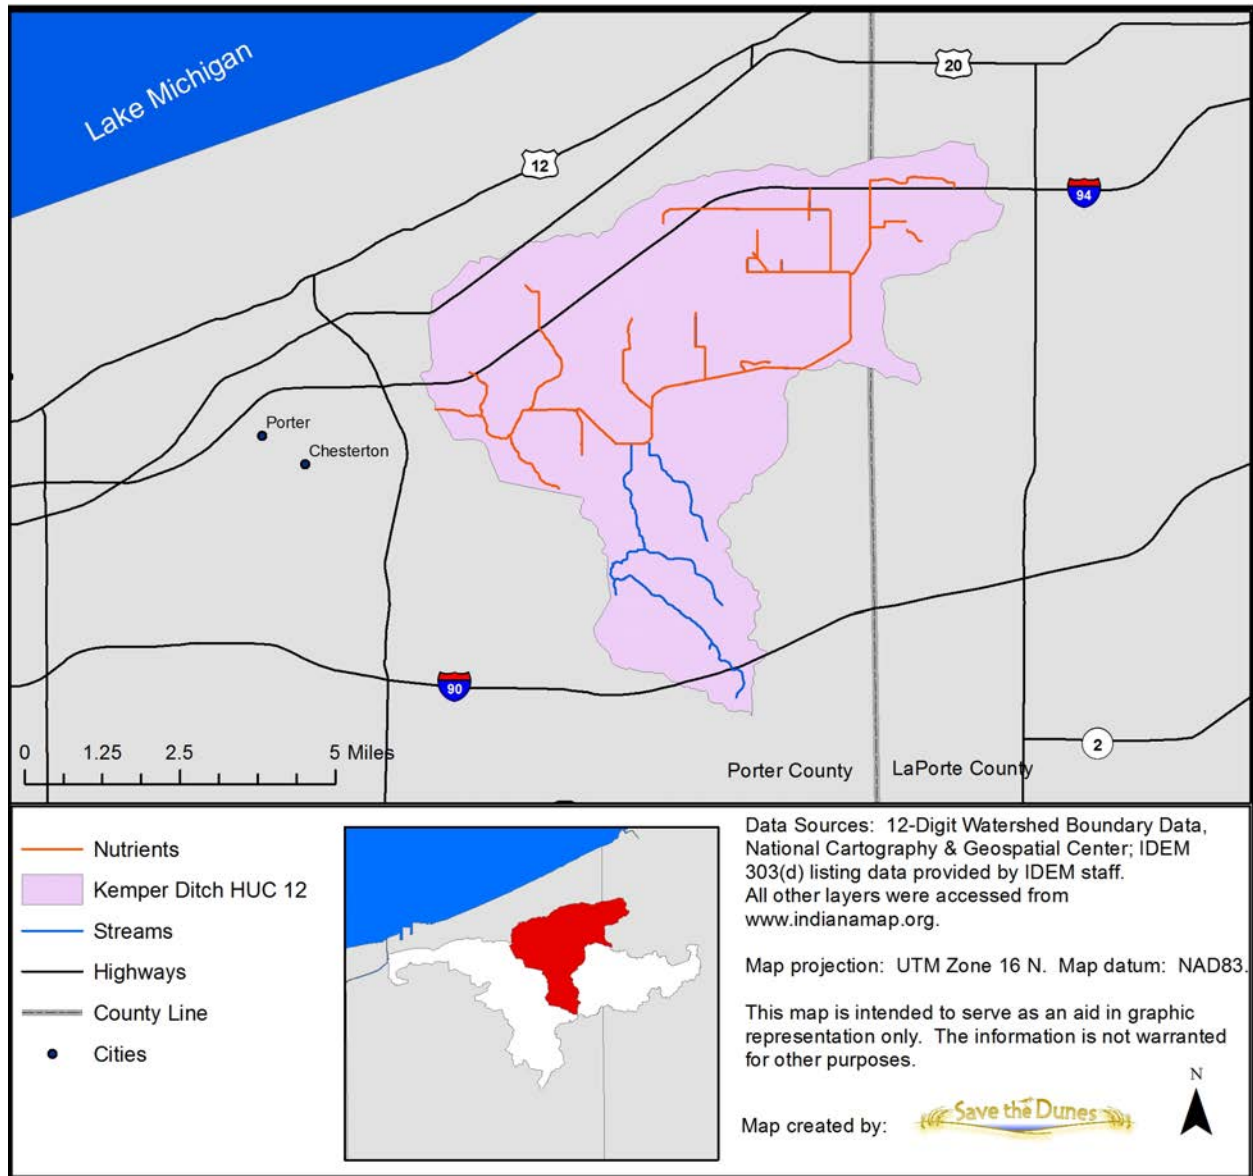 Lake Michigan
20
12
94
Porter
Chesterton
90
2
0 1.25 2.5 5 Miles
Porter County
LaPorte County
Nutrients
Kemper Ditch HUC 12
Streams
Highways
County Line
Cities
Data Sources: 12-Digit Watershed Boundary Data,
National Cartography & Geospatial Center; IDEM
303(d) listing data provided by IDEM staff.
All other layers were accessed from
www.indianamap.org.
Map projection: UTM Zone 16 N. Map datum: NAD83.
This map is intended to serve as an aid in graphic
representation only. The information is not warranted
for other purposes.
N
Map created by:
Save the Dunes